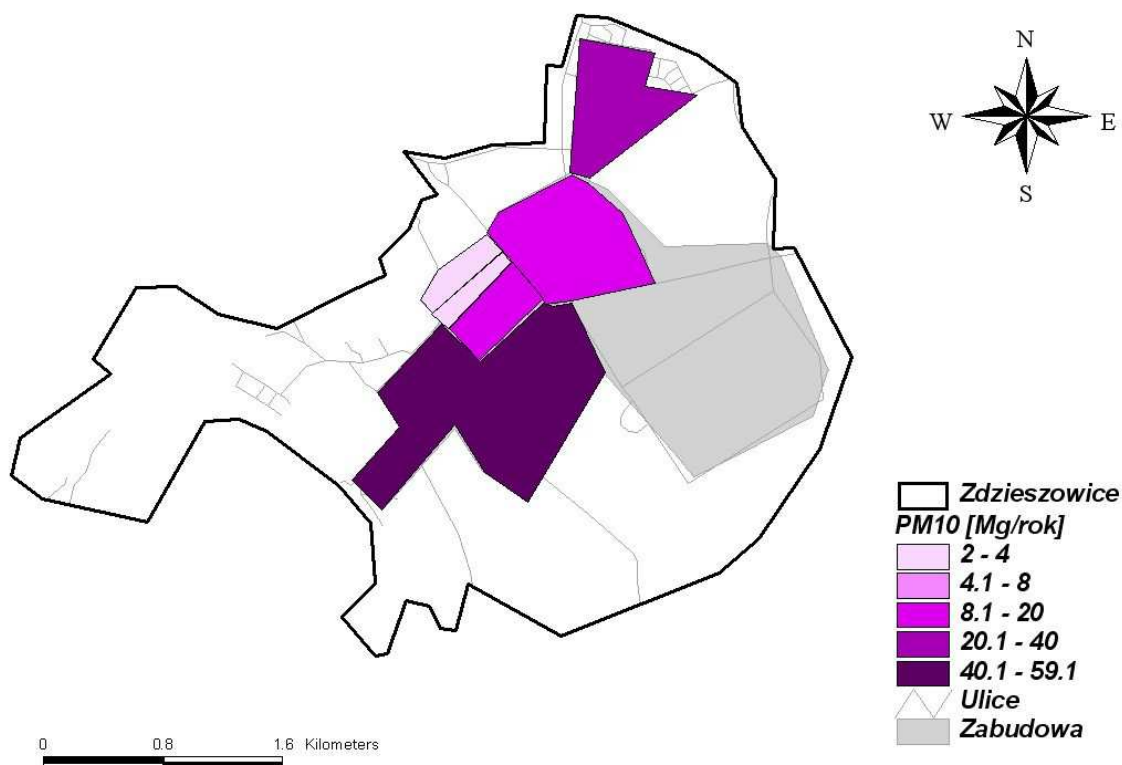 N
W E
S
Zdzieszowice
PM10 [Mg/rok]
2 - 4
4.1 - 8
8.1 - 20
20.1 - 40
40.1 - 59.1
Ulice
Zabudowa
0 0.8 1.6 Kilometers